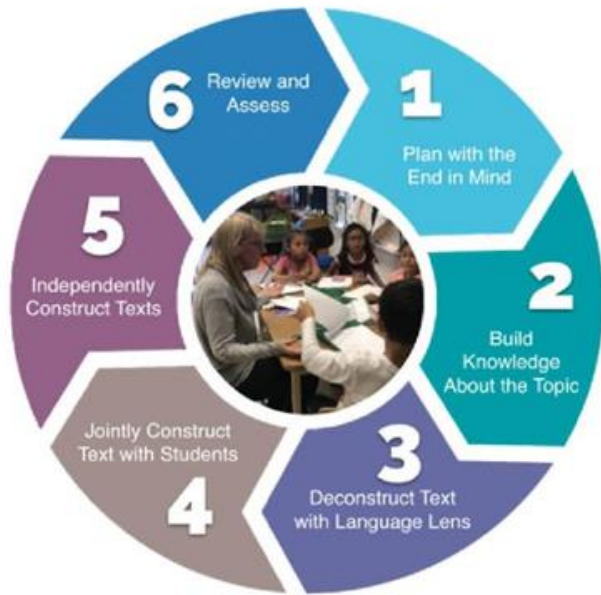 1
Plan with the
End in Mind
2
Build
Knowledge
About the Topic
3
Deconstruct Text
with Language Lens
Jointly Construct
Text with Students
4
5
Independently
Construct Texts
6
Review and
Assess